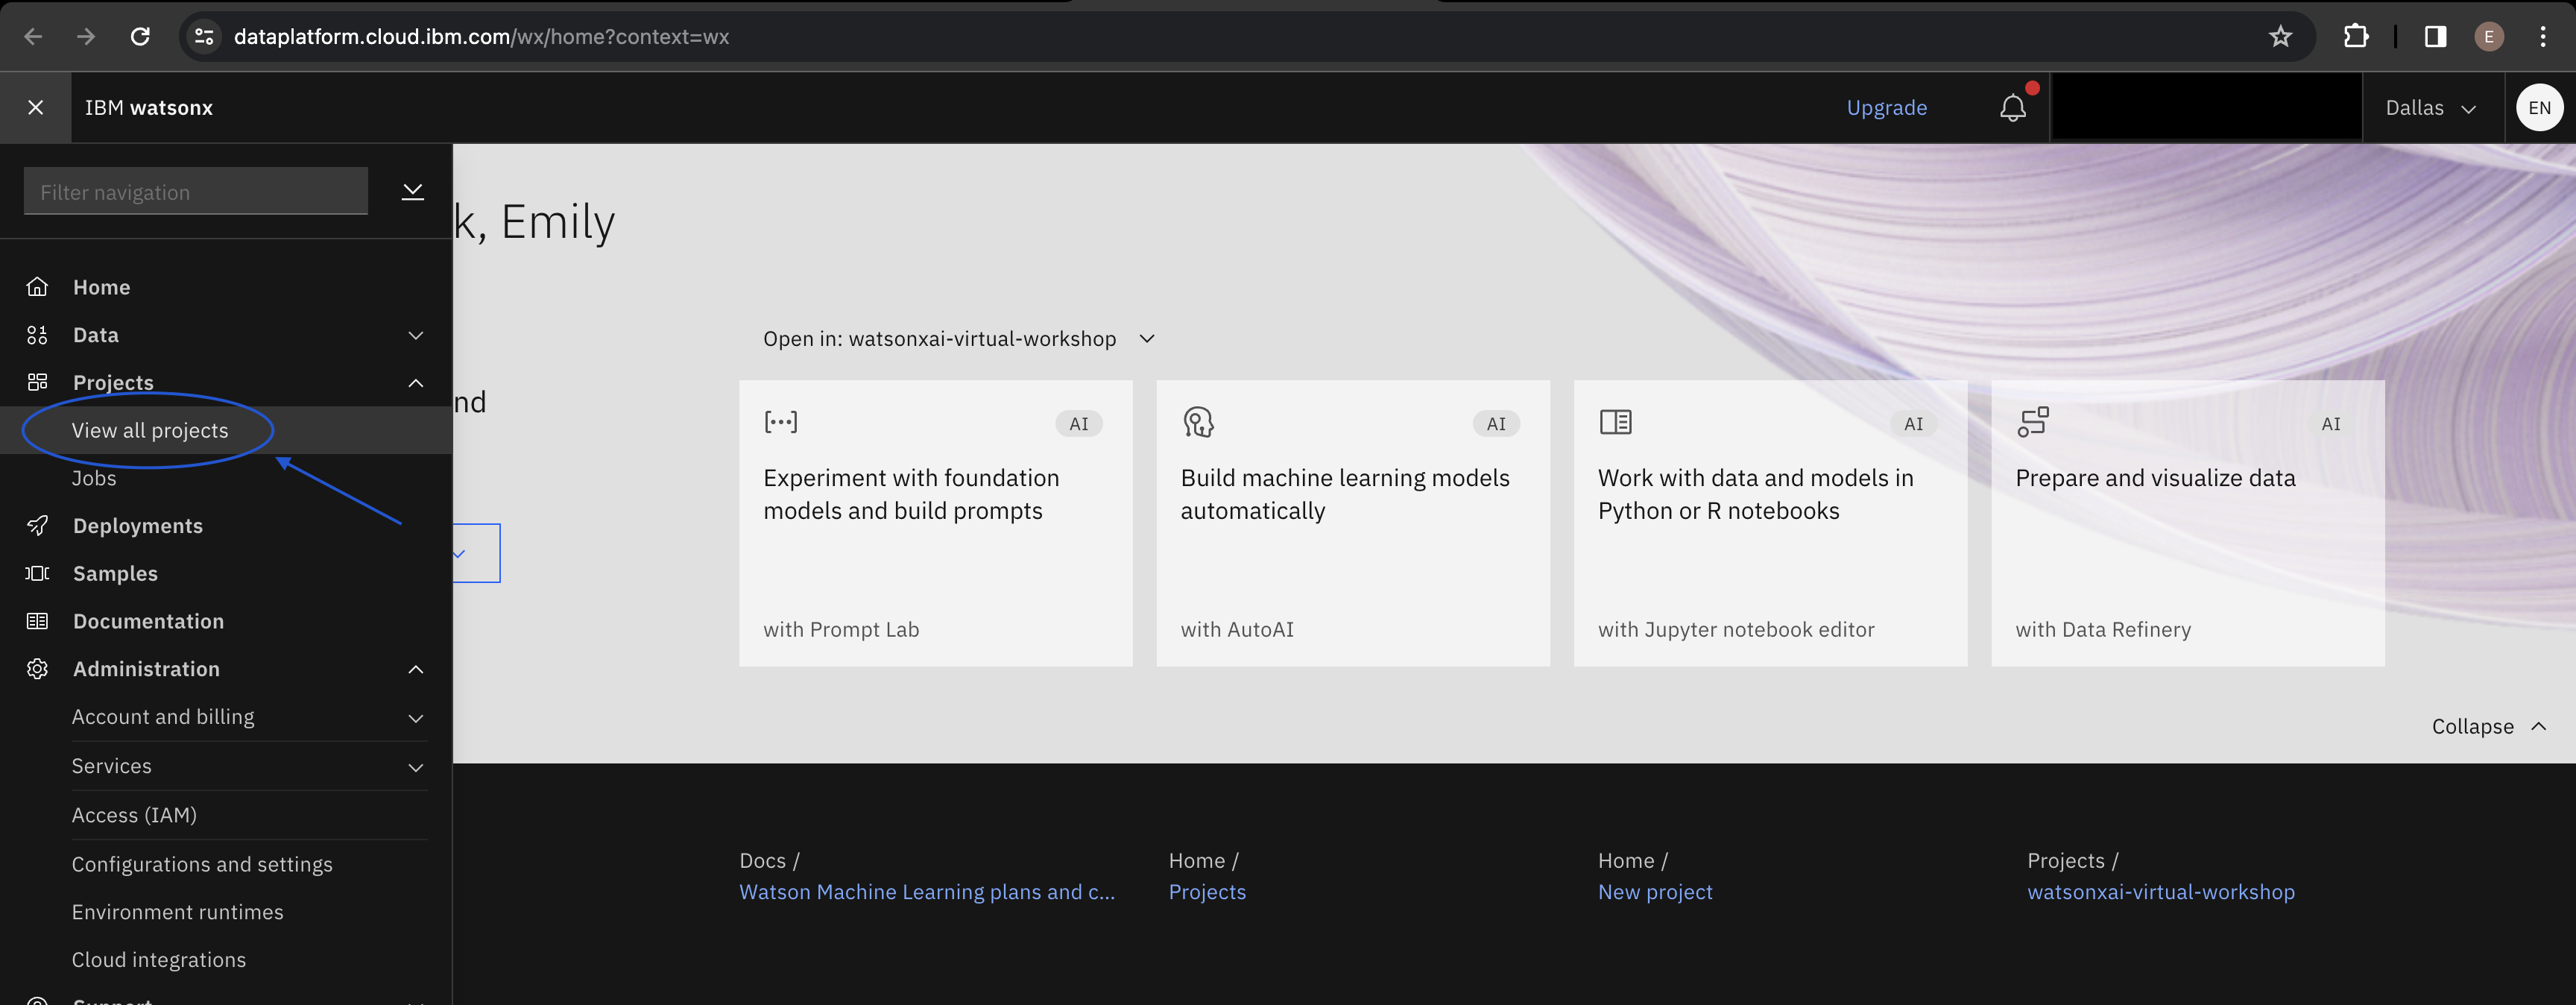 dataplatform.cloud.ibm.com/wx/home?context=wx
E
IBM watsonx
Upgrade
Dallas
EN
Filter navigation
k, Emily
Home
Data
Projects
View all projects
Jobs
Deployments
Samples
Documentation
Administration
Account and billing
Services
Access (IAM)
Configurations and settings
Environment runtimes
Cloud integrations
Support
nd
Open in: watsonxai-virtual-workshop
AI
Experiment with foundation
models and build prompts
with Prompt Lab
AI
Build machine learning models
automatically
with AutoAI
AI
Work with data and models in
Python or R notebooks
with Jupyter notebook editor
AI
Prepare and visualize data
with Data Refinery
Collapse
Docs /
Watson Machine Learning plans and c...
Home /
Projects
Home /
New project
Projects /
watsonxai-virtual-workshop